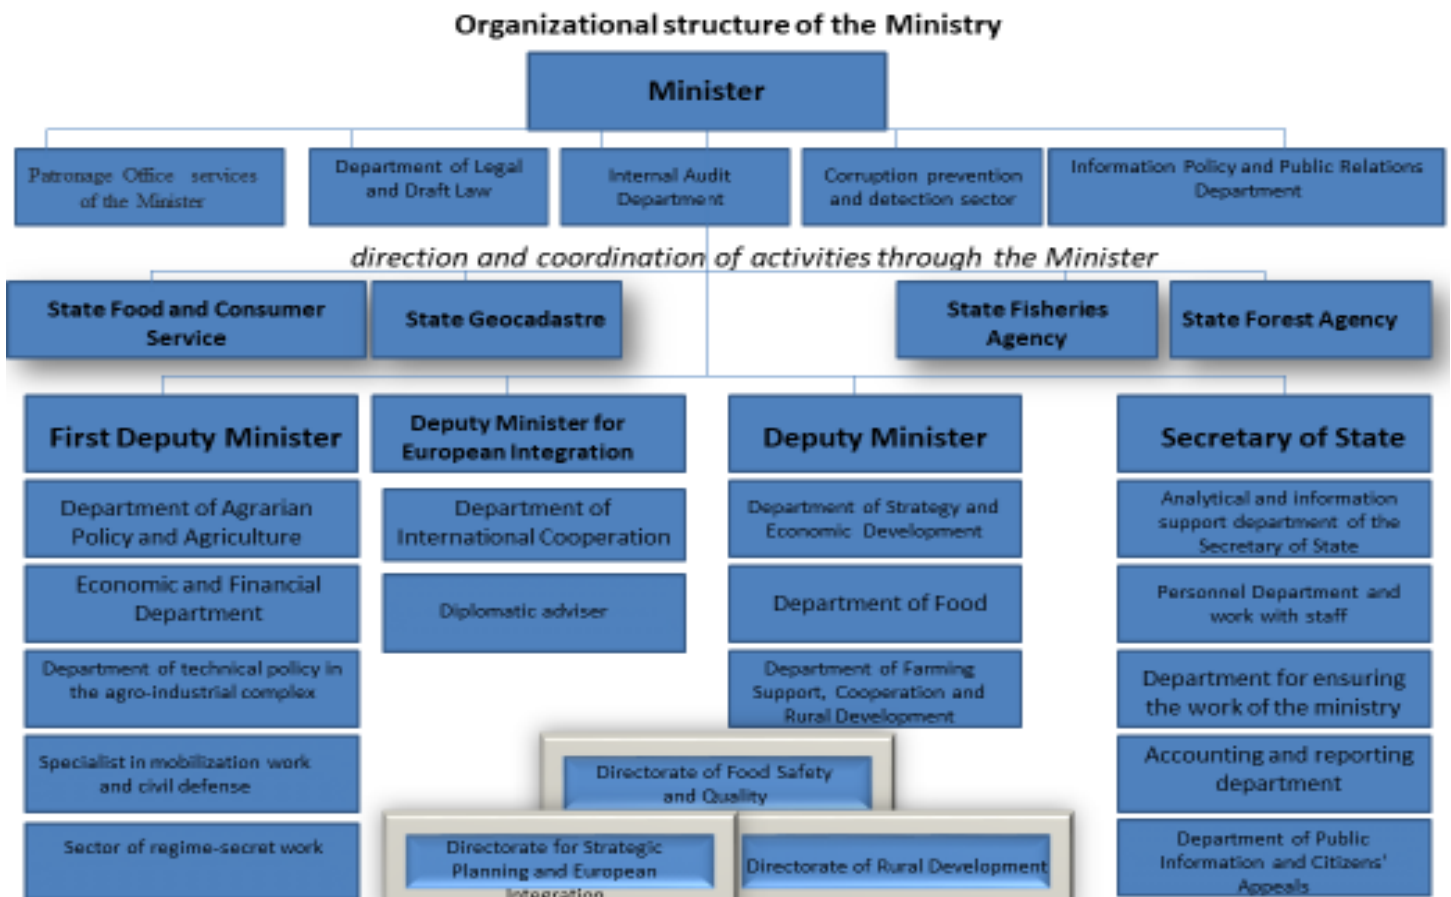 Organizational structure of the Ministry
Minister
Patronage Office services
of the Minister
Department of Legal
and Draft Law
Internal Audit
Department
Corruption prevention
and detection sector
Information Policy and Public Relations
Department
direction and coordination of activities through the Minister
State Food and Consumer
Service
State Geocadastre
State Fisheries
Agency
State Forest Agency
First Deputy Minister
Department of Agrarian
Policy and Agriculture
Economic and Financial
Department
Department of technical policy in
the agro-industrial complex
Specialist in mobilization work
and civil defense
Sector of regime-secret work
Deputy Minister for
European Integration
Department of
International Cooperation
Diplomatic adviser
Deputy Minister
Department of Strategy and
Economic Development
Department of Food
Department of Farming
Support, Cooperation and
Rural Development
Secretary of State
Analytical and information
support department of the
Secretary of State
Personnel Department and
work with staff
Department for ensuring
the work of the ministry
Accounting and reporting
department
Department of Public
Information and Citizens'
Appeals
Directorate of Food Safety
and Quality
Directorate for Strategic
Planning and European
Integration
Directorate of Rural Development